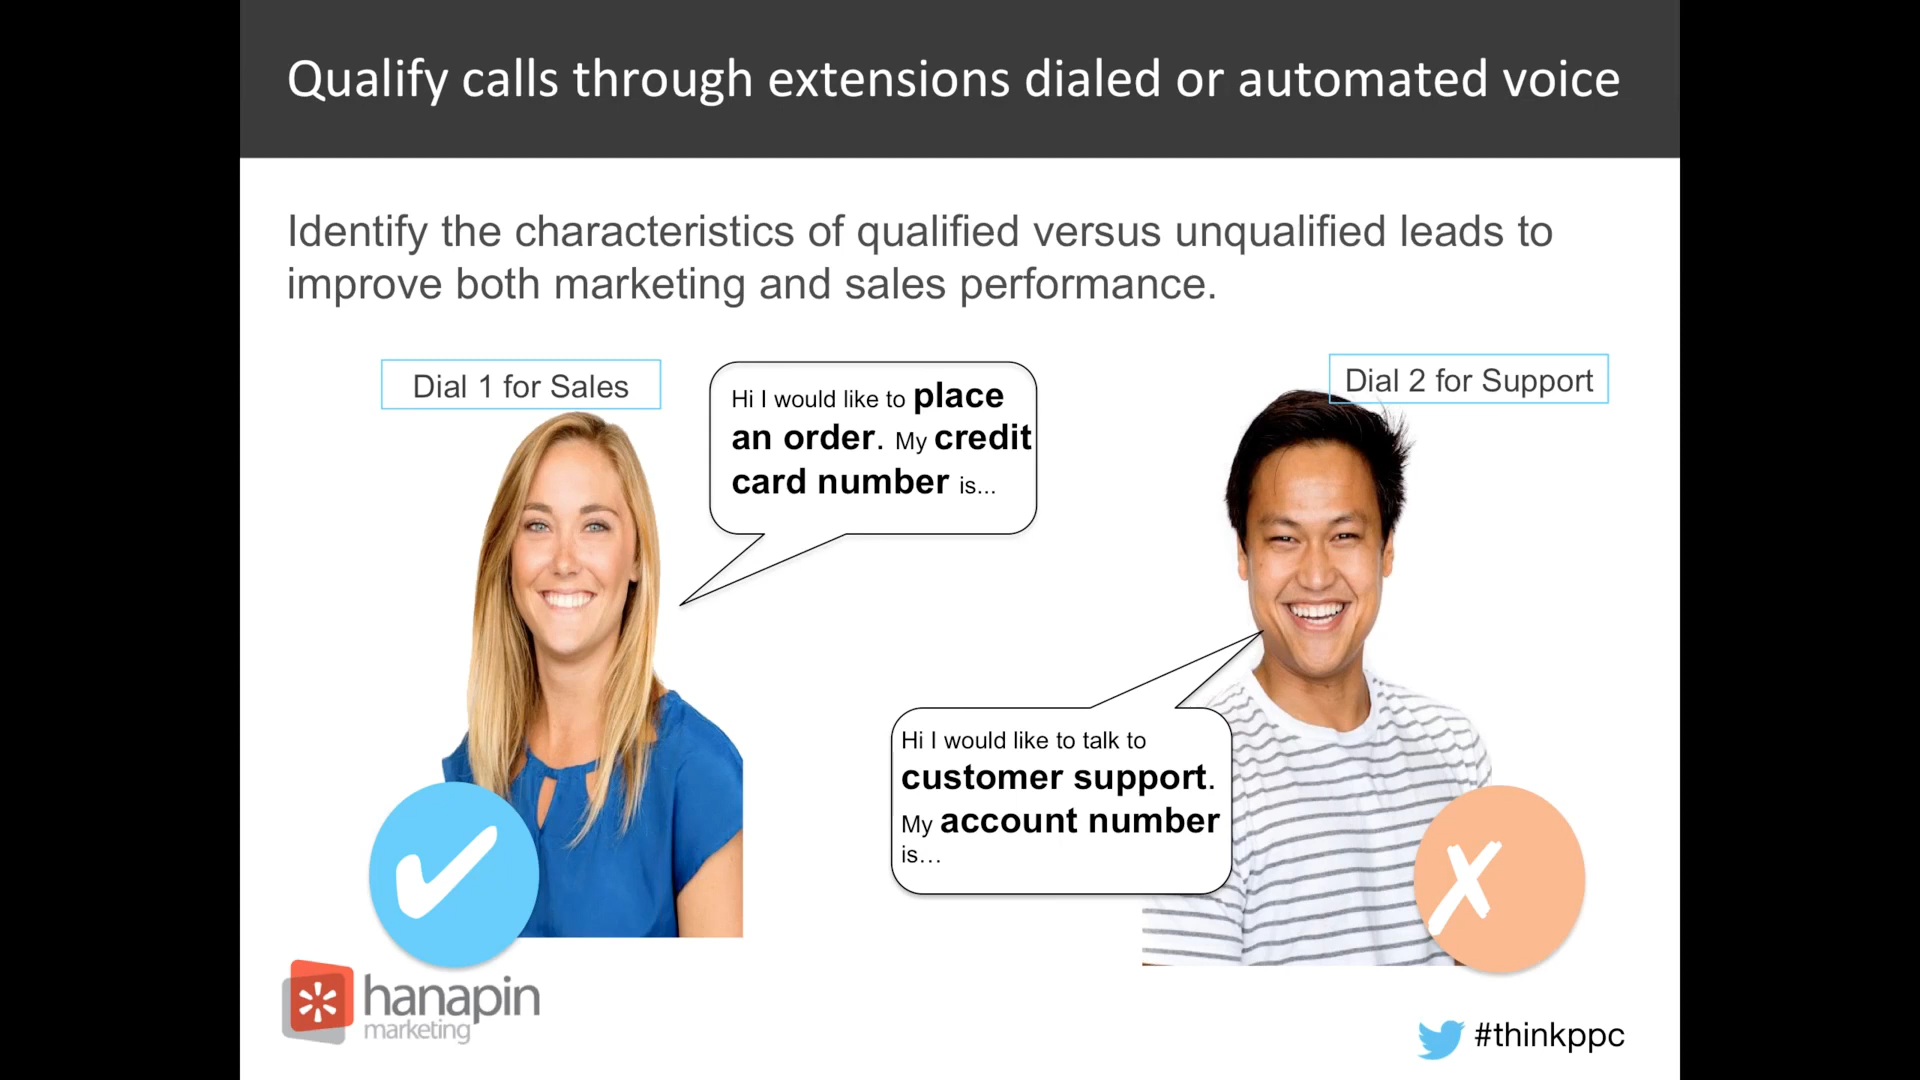 Qualify calls through extensions dialed or automated voice
Identify the characteristics of qualified versus unqualified leads to
improve both marketing and sales performance.
Dial 1 for Sales
Hi I would like to place
an order. My credit
card number is...
Dial 2 for Support
Hi I would like to talk to
customer support.
My account number
is...
hanapin
marketing
#thinkppc